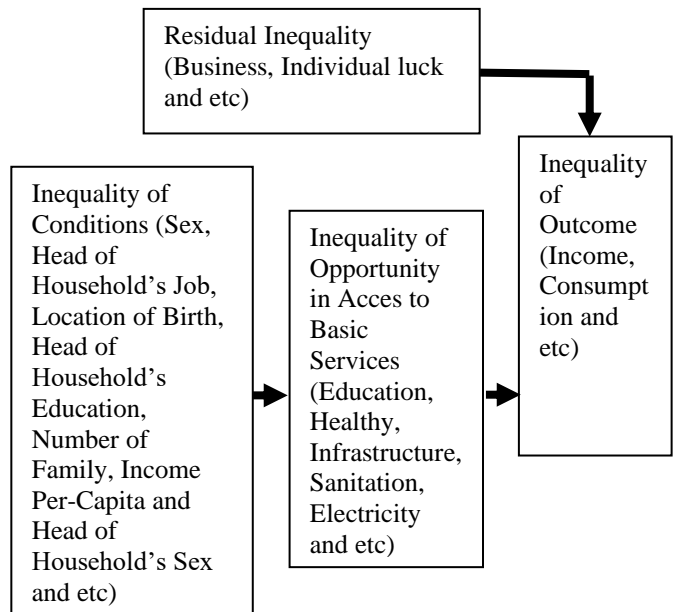 Residual Inequality
(Business, Individual luck
and etc)
Inequality of
Conditions (Sex,
Head of
Household's Job,
Location of Birth,
Head of
Household's
Education,
Number of
Family, Income
Per-Capita and
Head of
Household's Sex
and etc)
Inequality of
Opportunity
in Acces to
Basic
Services
(Education,
Healthy,
Infrastructure,
Sanitation,
Electricity
and etc)
Inequality
of
Outcome
(Income,
Consumpt
ion and
etc)